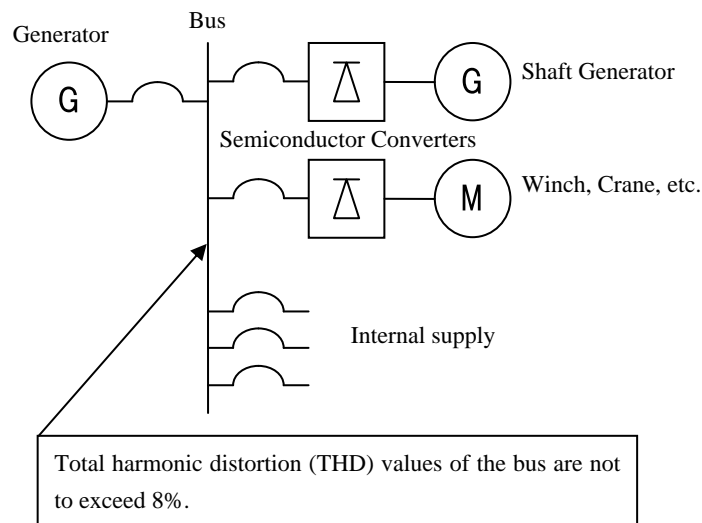 Bus
Generator
G
G
Shaft Generator
Semiconductor Converters
M
Winch, Crane, etc.
Internal supply
Total harmonic distortion (THD) values of the bus are not
to exceed 8%.